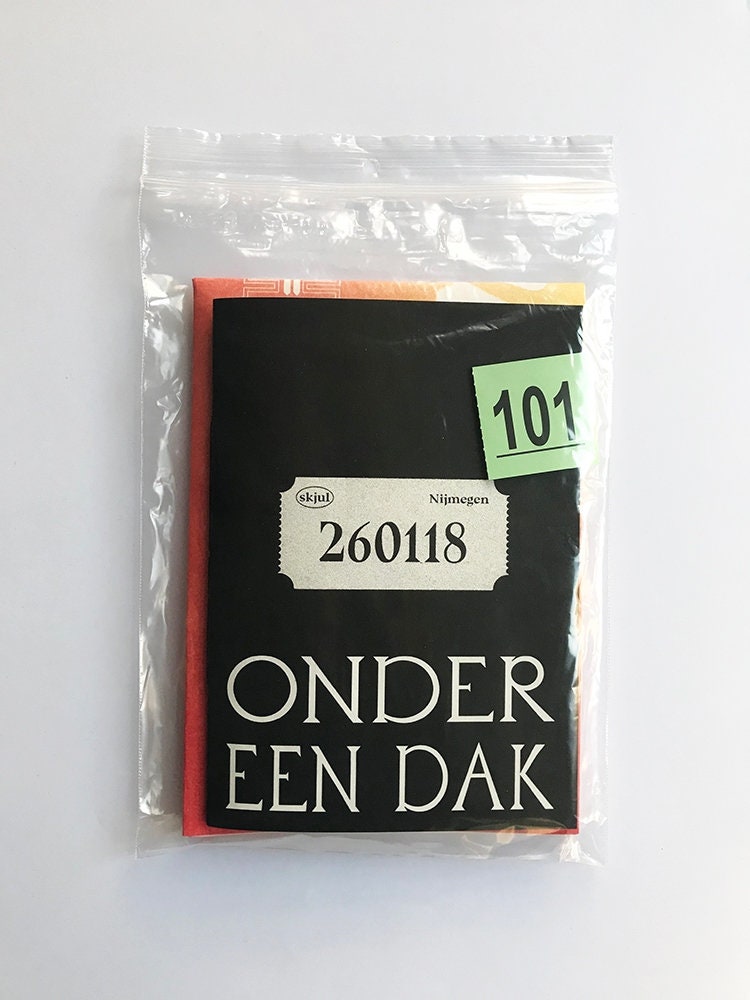 101
skjul Nijmegen
260118
ONDER
EEN DAK